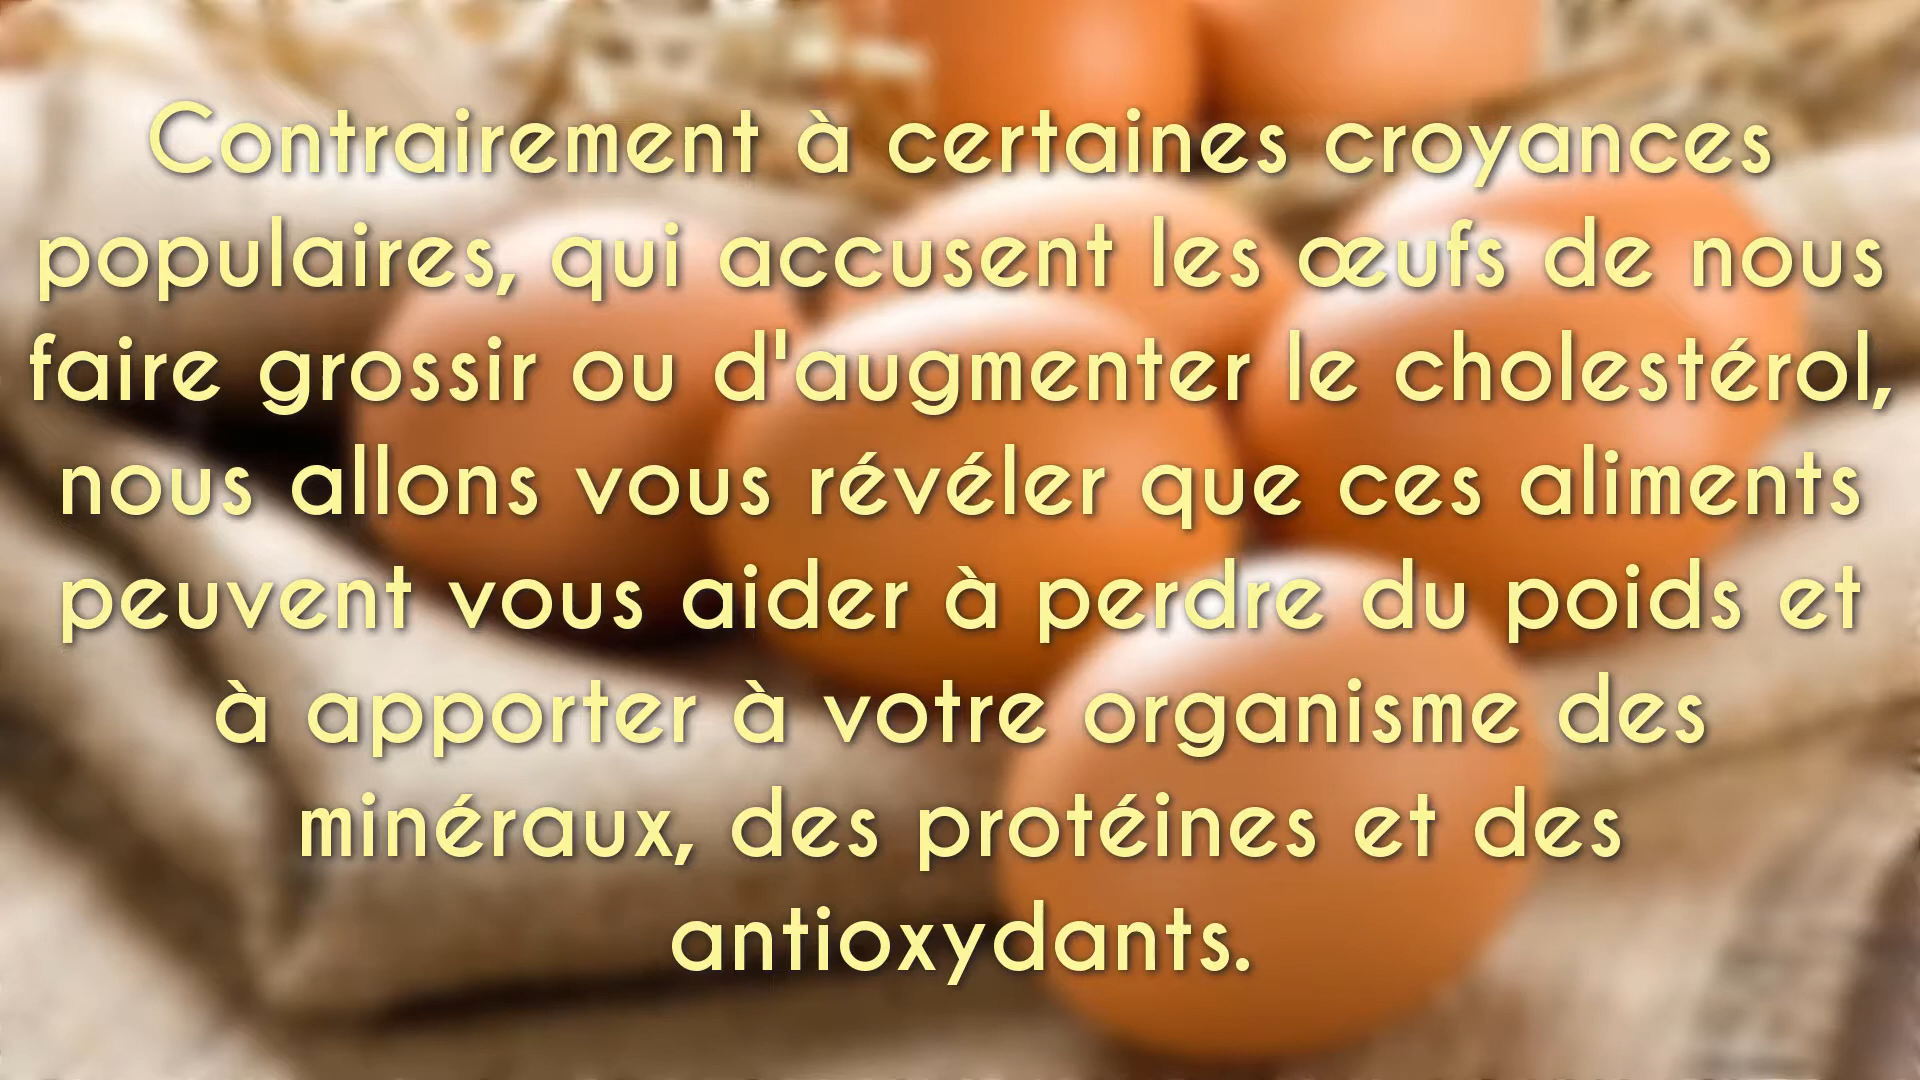 Contrairement à certaines croyances
populaires, qui accusent les œufs de nous
faire grossir ou d'augmenter le cholestérol,
nous allons vous révéler que ces aliments
peuvent vous aider à perdre du poids et
à apporter à votre organisme des
minéraux, des protéines et des
antioxydants.